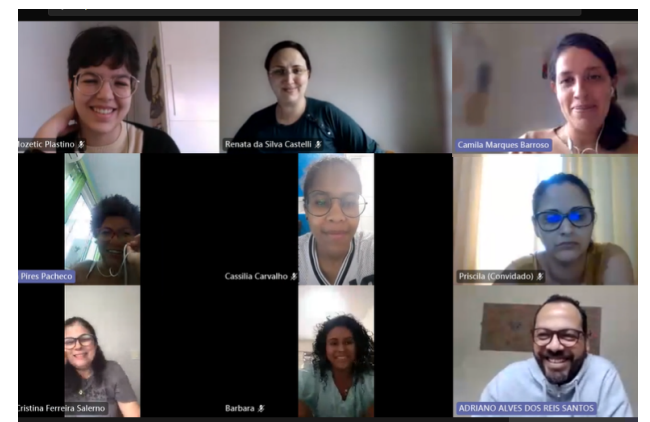 Mozetic Plastino
Renata da Silva Castelli
Camila Marques Barroso
Pires Pacheco
Cassilia Carvalho
Priscila (Convidado)
Cristina Ferreira Salerno
Barbara
ADRIANO ALVES DOS REIS SANTOS